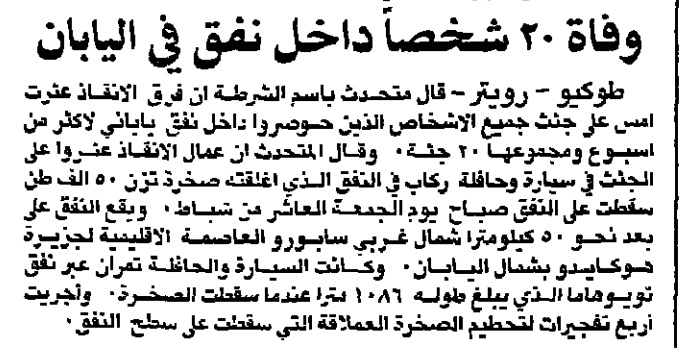 وفاة ٢٠ شخصاً داخل نفق في اليابان
طوكيو - رويتر - قال متحدث باسم الشرطة ان فرق الانقاذ عثرت
امس على جثث جميع الاشخاص الذين حوصروا داخل نفق ياباني لاكثر من
اسبوع ومجموعها ٢٠ جثة. وقال المتحدث ان عمال الانقاذ عثروا على
الجثث في سيارة وحافلة ركاب في النفق الذي اغلقته صخرة تزن ٥٠ الف طن
سقطت على النفق صباح يوم الجمعة العاشر من شباط. ويقع النفق على
بعد نحو ٥٠ كيلومترا شمال غربي سابورو العاصمة الاقليمية لجزيرة
هوكايدو بشمال اليابان. وكانت السيارة والحافلة تمران عبر نفق
تويوهاما الذي يبلغ طوله ١٠٨٦ مترا عندما سقطت الصخرة. وأجريت
أربع تفجيرات لتحطيم الصخرة العملاقة التي سقطت على سطح النفق.